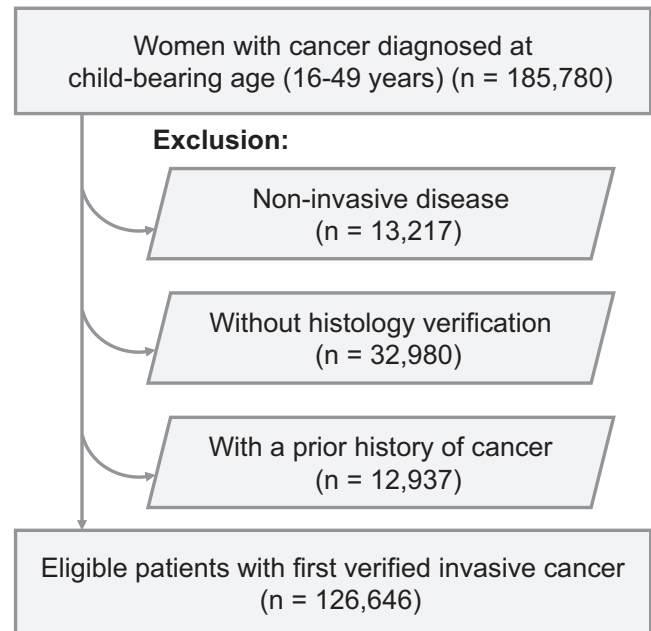 Women with cancer diagnosed at
child-bearing age (16-49 years) (n = 185,780)
Exclusion:
Non-invasive disease
(n = 13,217)
Without histology verification
(n = 32,980)
With a prior history of cancer
(n = 12,937)
Eligible patients with first verified invasive cancer
(n = 126,646)